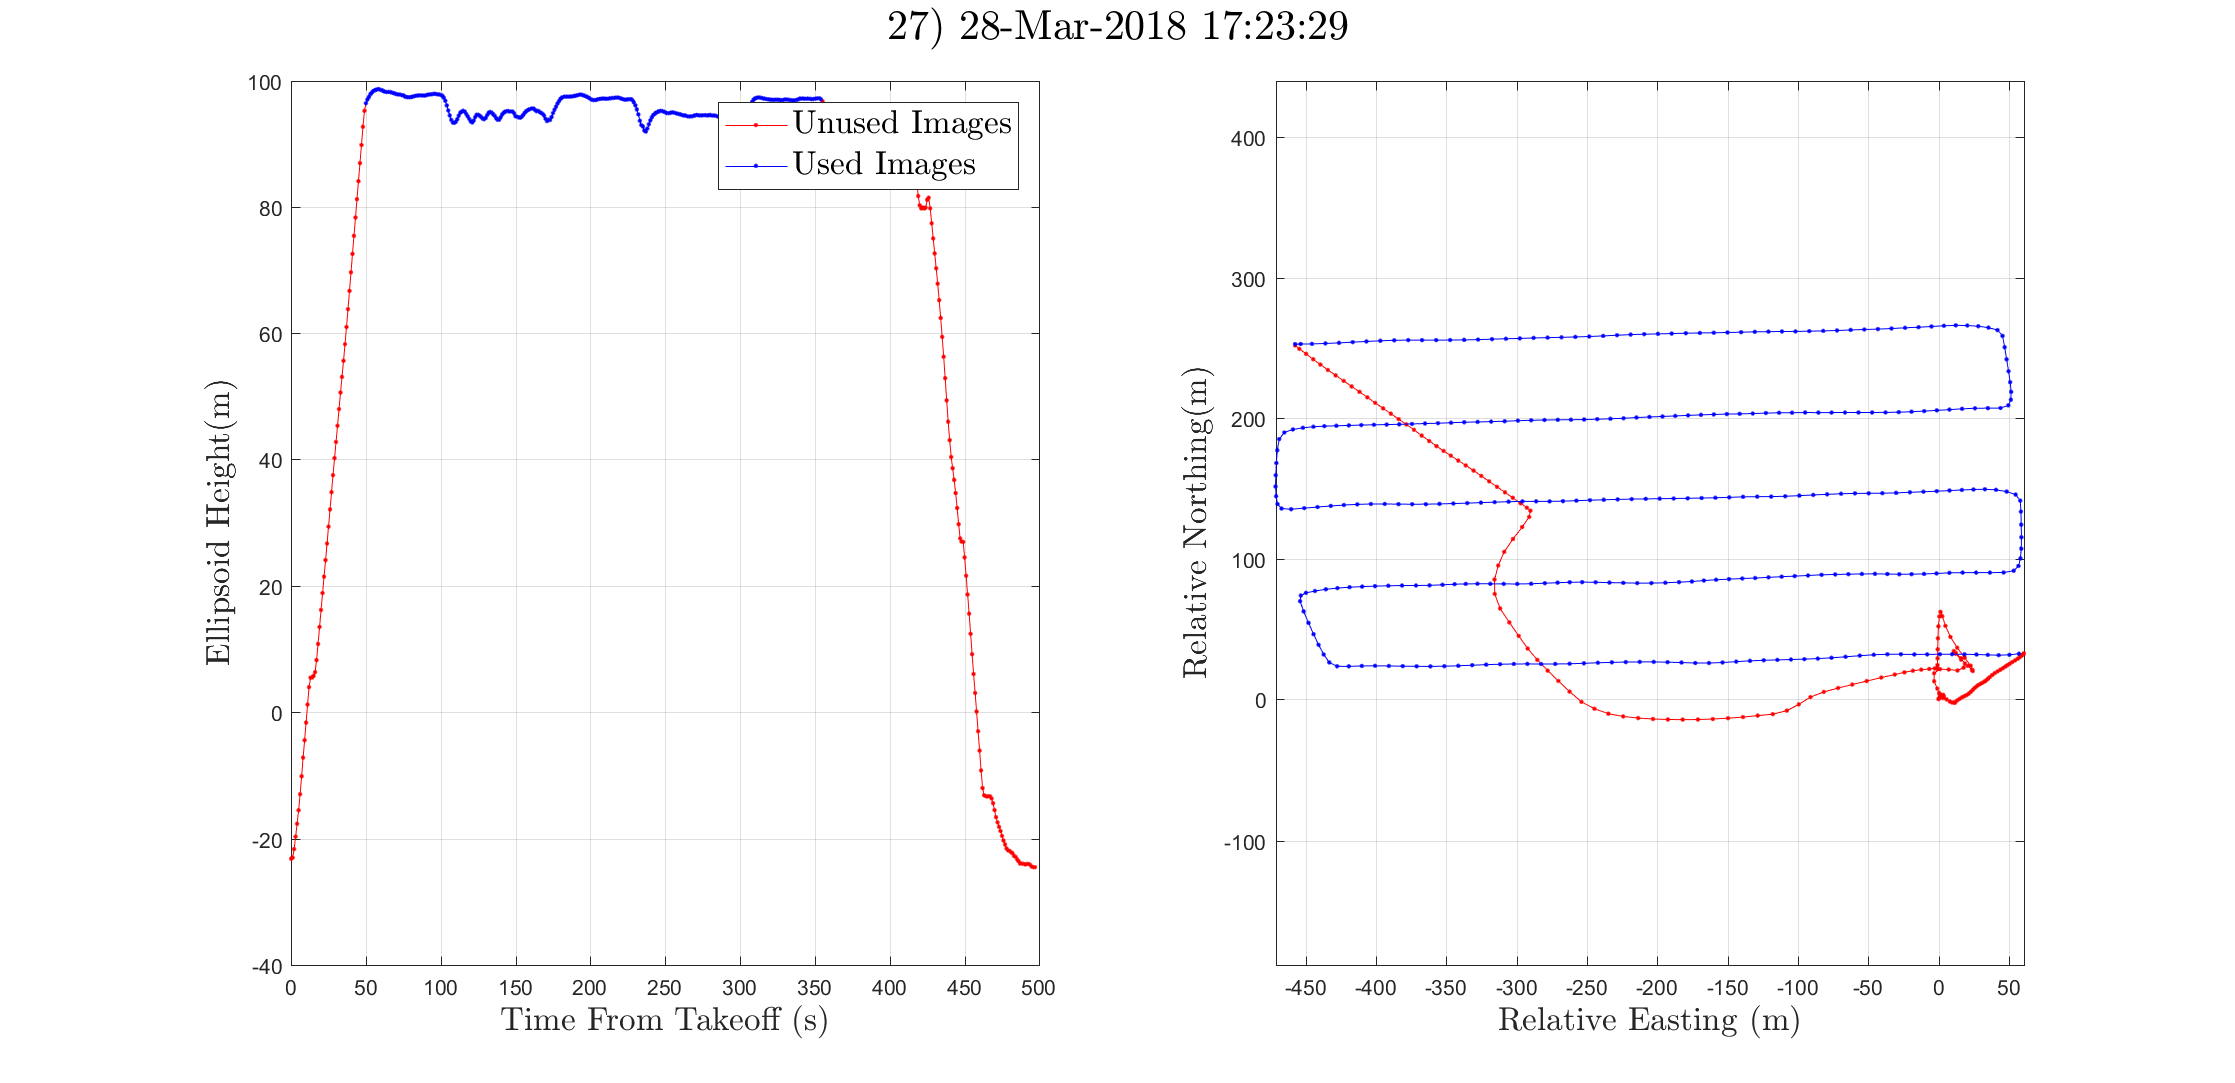 27) 28-Mar-2018 17:23:29
Ellipsoid Height(m)
100
80
60
40
20
0
-20
-40
0 50 100 150 200 250 300 350 400 450 500
Time From Takeoff (s)
Unused Images
Used Images
Relative Northing(m)
400
300
200
100
0
-100
-450 -400 -350 -300 -250 -200 -150 -100 -50 0 50
Relative Easting (m)